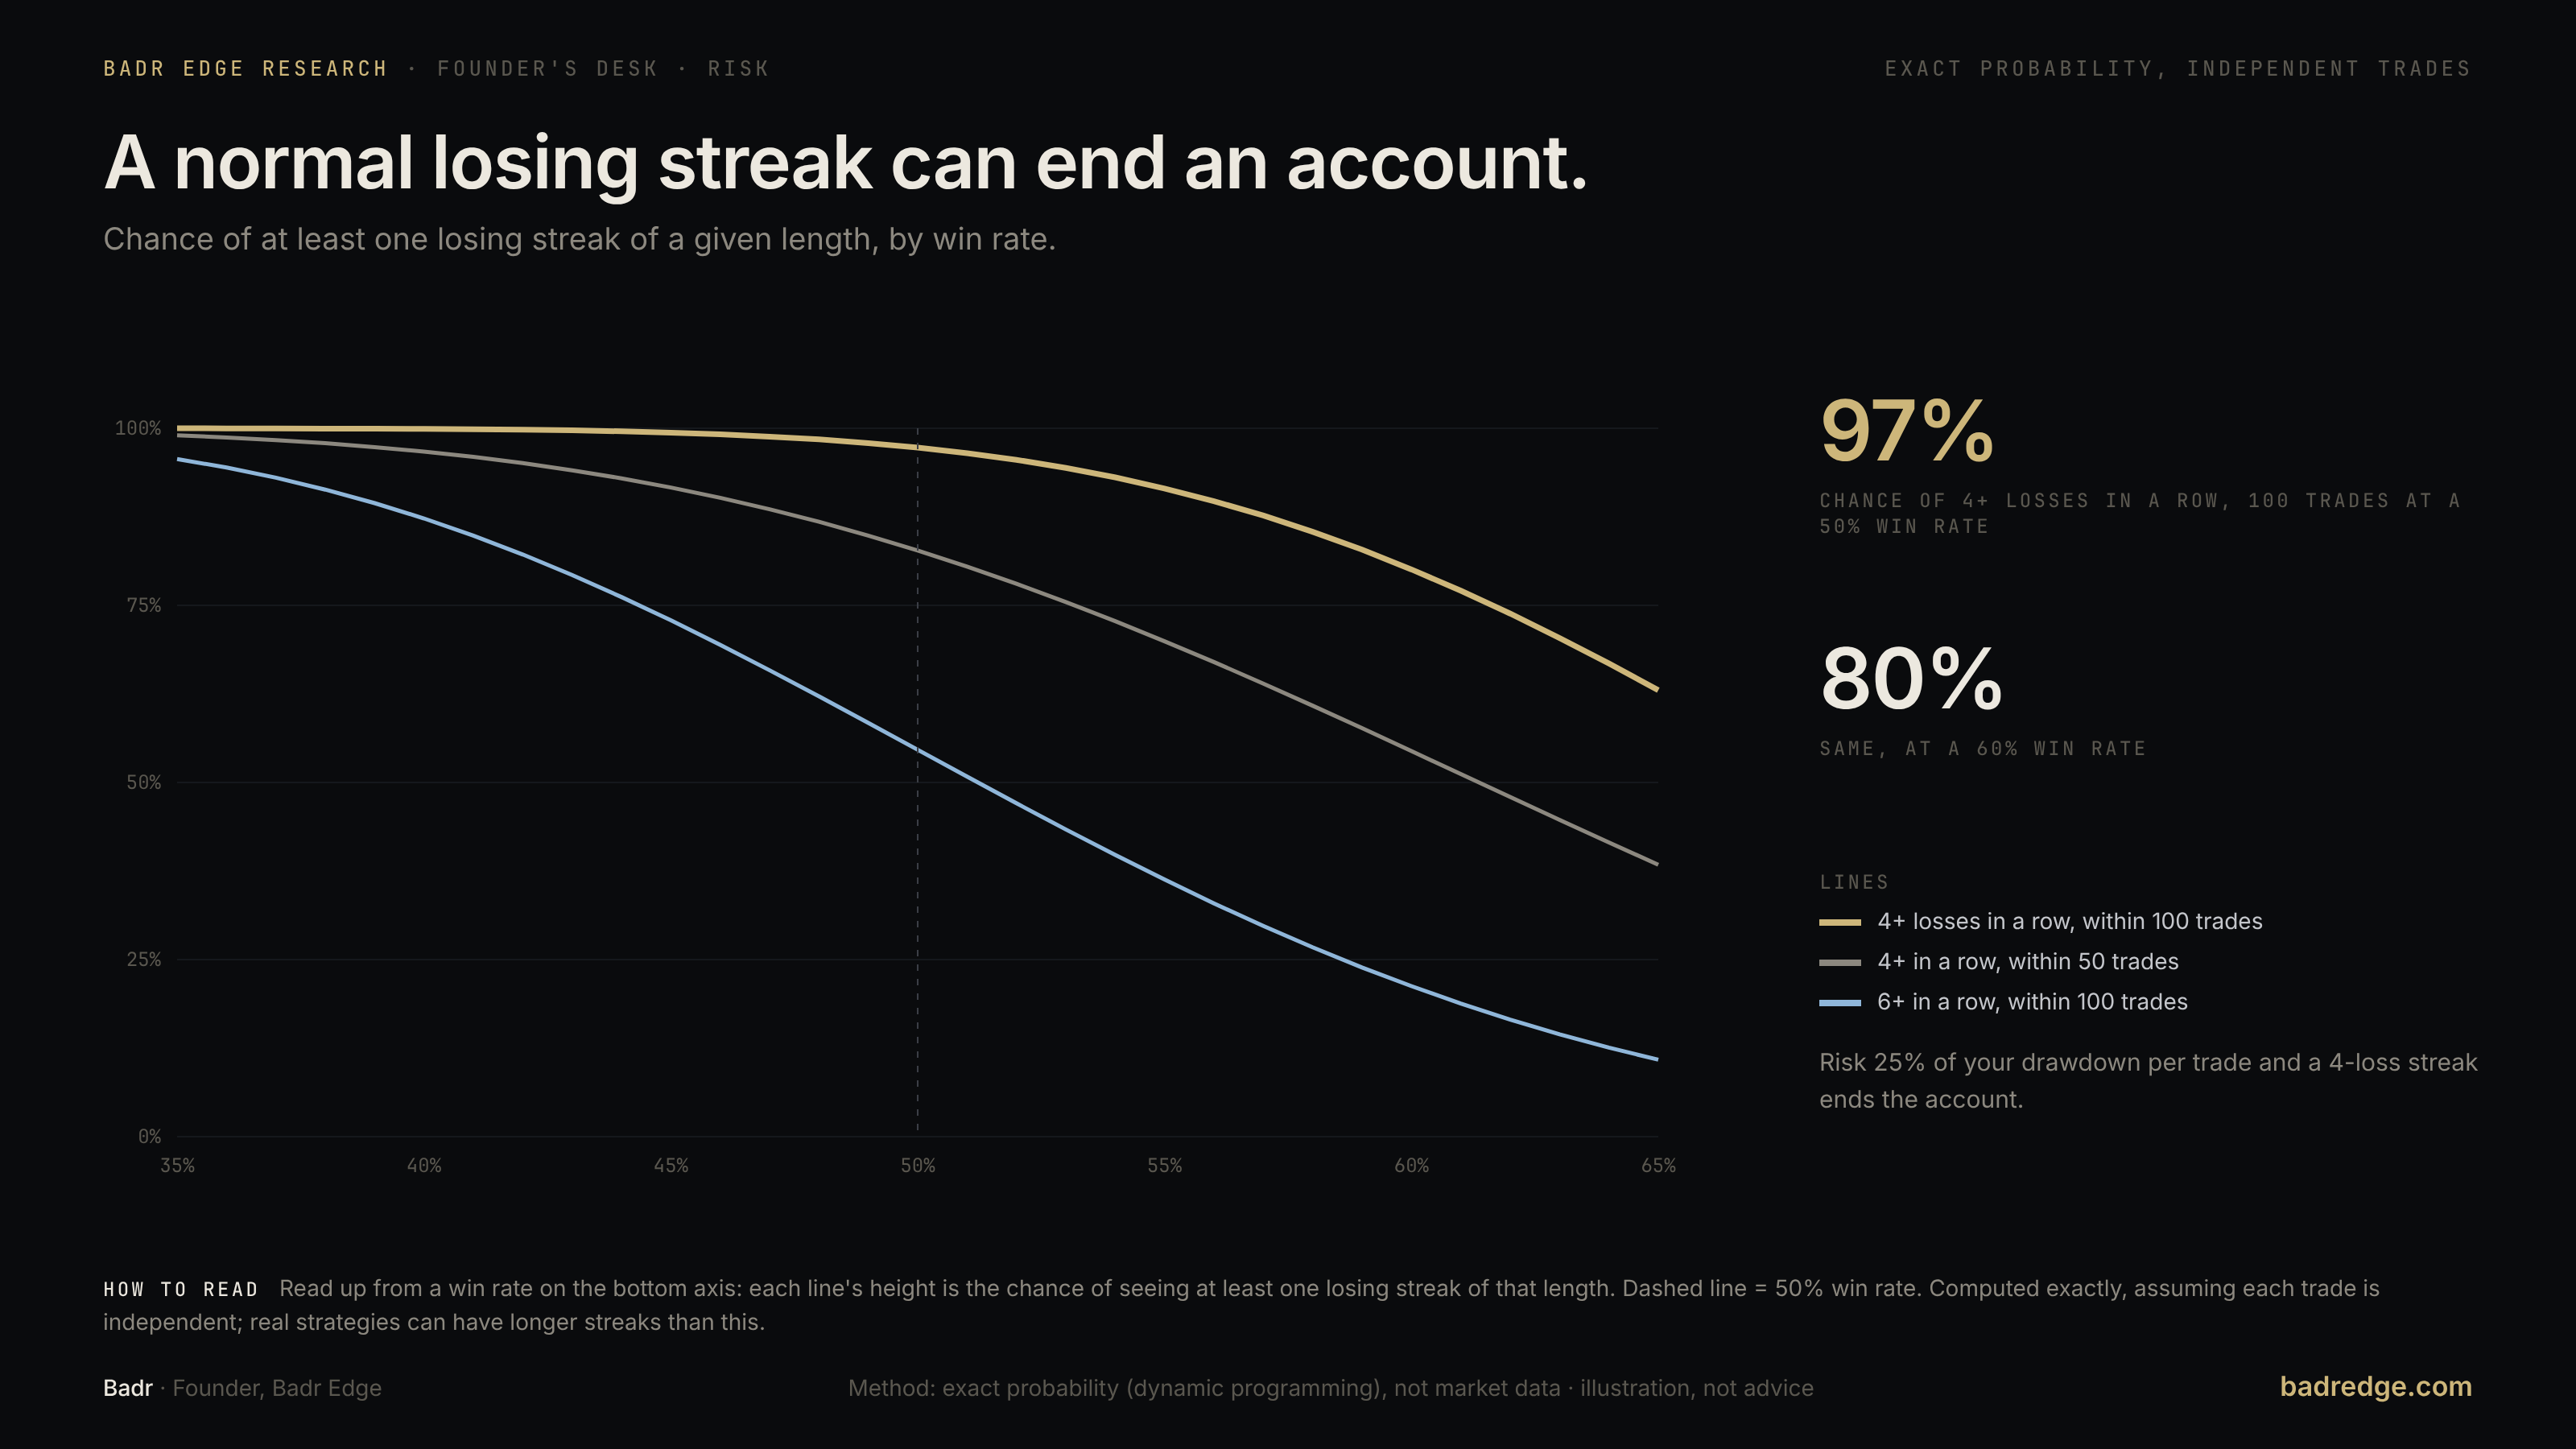 BADR EDGE RESEARCH · FOUNDER'S DESK · RISK
EXACT PROBABILITY, INDEPENDENT TRADES
A normal losing streak can end an account.
Chance of at least one losing streak of a given length, by win rate.
100%
75%
50%
25%
0%
35% 40% 45% 50% 55% 60% 65%
97%
CHANCE OF 4+ LOSSES IN A ROW, 100 TRADES AT A
50% WIN RATE
80%
SAME, AT A 60% WIN RATE
LINES
4+ losses in a row, within 100 trades
4+ in a row, within 50 trades
6+ in a row, within 100 trades
Risk 25% of your drawdown per trade and a 4-loss streak
ends the account.
HOW TO READ Read up from a win rate on the bottom axis: each line's height is the chance of seeing at least one losing streak of that length. Dashed line = 50% win rate. Computed exactly, assuming each trade is
independent; real strategies can have longer streaks than this.
Badr · Founder, Badr Edge
Method: exact probability (dynamic programming), not market data · illustration, not advice
badredge.com